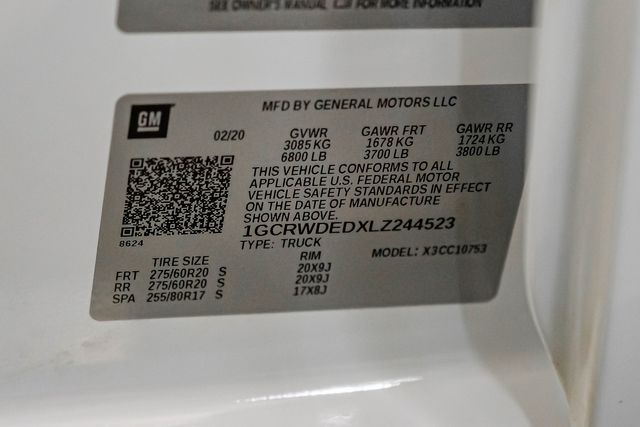 SEE OWNER'S MANUAL FOR MORE INFORMATION
GM
MFD BY GENERAL MOTORS LLC
02/20 GVWR GAWR FRT GAWR RR
3085 KG 1678 KG 1724 KG
6800 LB 3700 LB 3800 LB
THIS VEHICLE CONFORMS TO ALL
APPLICABLE U.S. FEDERAL MOTOR
VEHICLE SAFETY STANDARDS IN EFFECT
ON THE DATE OF MANUFACTURE
SHOWN ABOVE.
8624
1GCRWDEDXLZ244523
TYPE: TRUCK
MODEL: X3CC10753
TIRE SIZE RIM
FRT 275/60R20 S 20X9J
RR 275/60R20 S 20X9J
SPA 255/80R17 S 17X8J